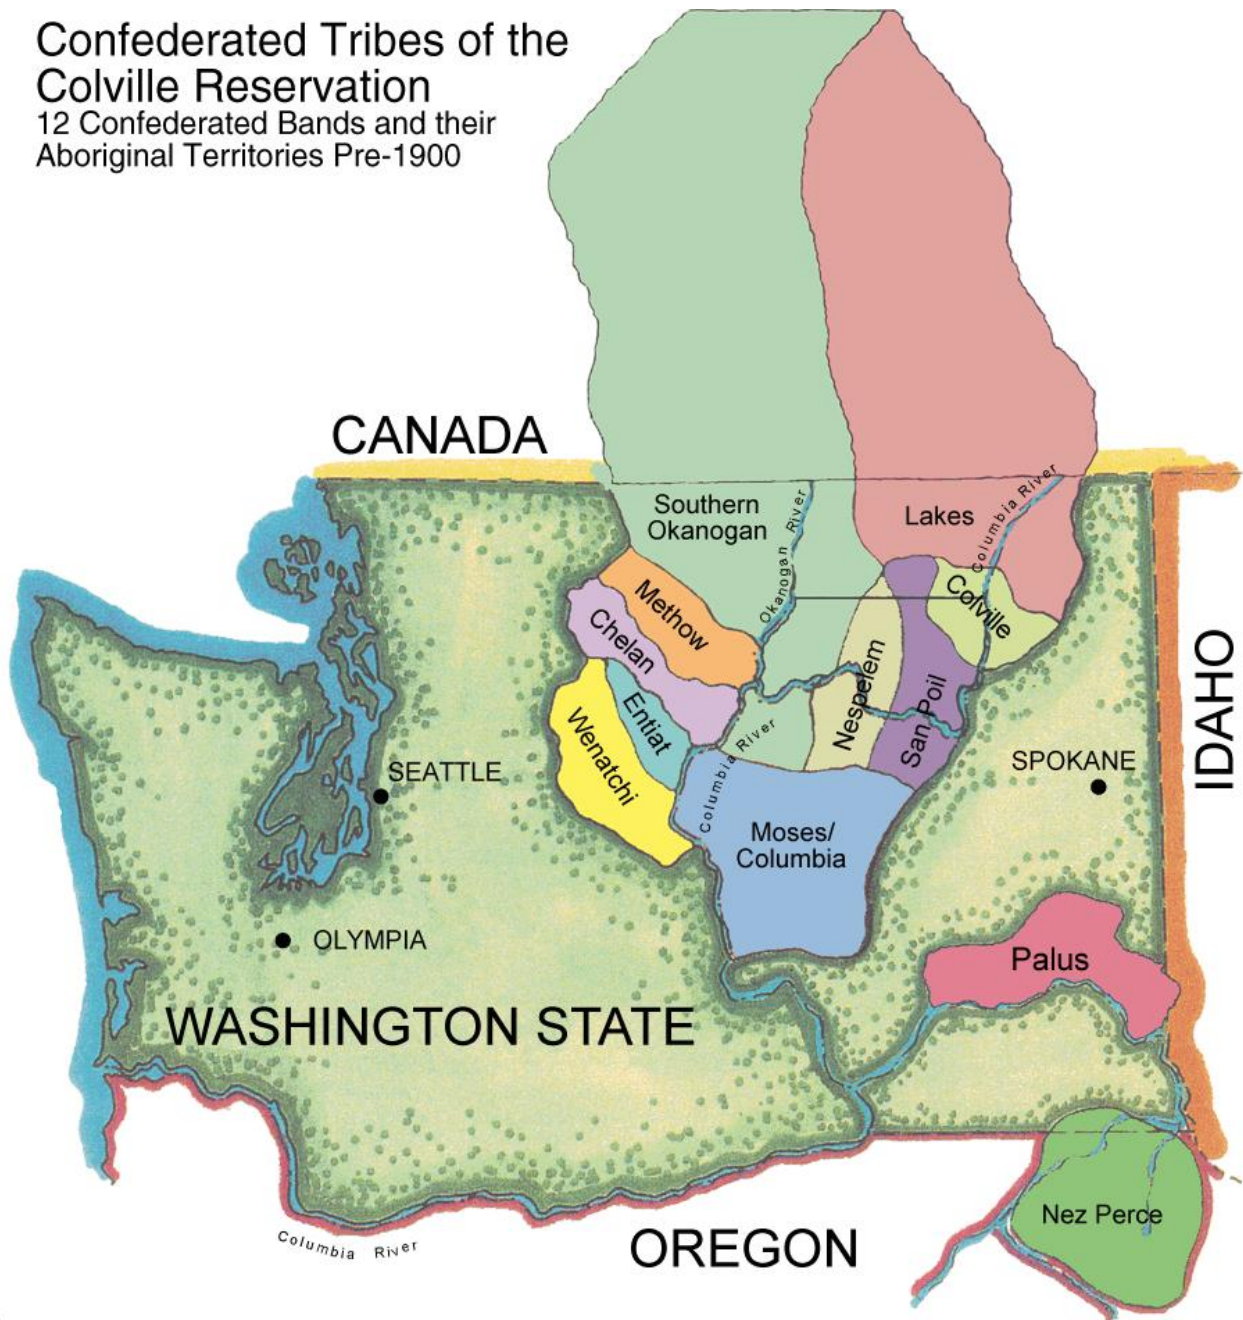 Confederated Tribes of the
Colville Reservation
12 Confederated Bands and their
Aboriginal Territories Pre-1900
CANADA
Southern
Okanogan
Okanogan River
Lakes
Columbia River
Methow
Colville
Chelan
Nespelem
San Poil
Entiat
Wenatchi
Columbia River
IDAHO
SEATTLE
SPOKANE
Moses/
Columbia
OLYMPIA
Palus
WASHINGTON STATE
Nez Perce
Columbia River
OREGON